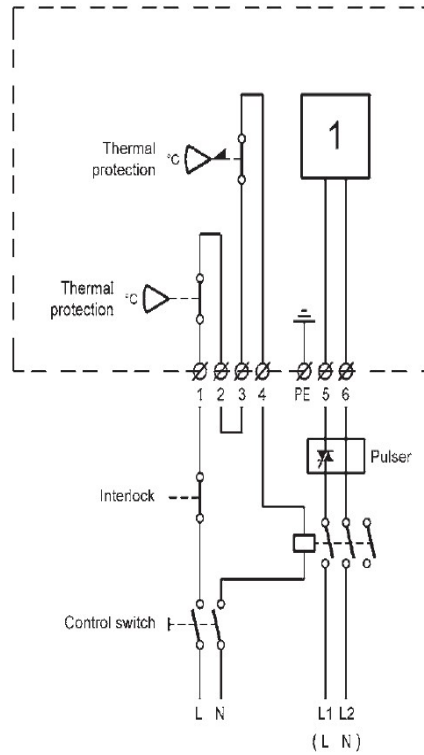 1
Thermal
protection
°C
Thermal
protection
°C
1 2 3 4 PE 5 6
Pulser
Interlock
Control switch
L N L1 L2
( L N )